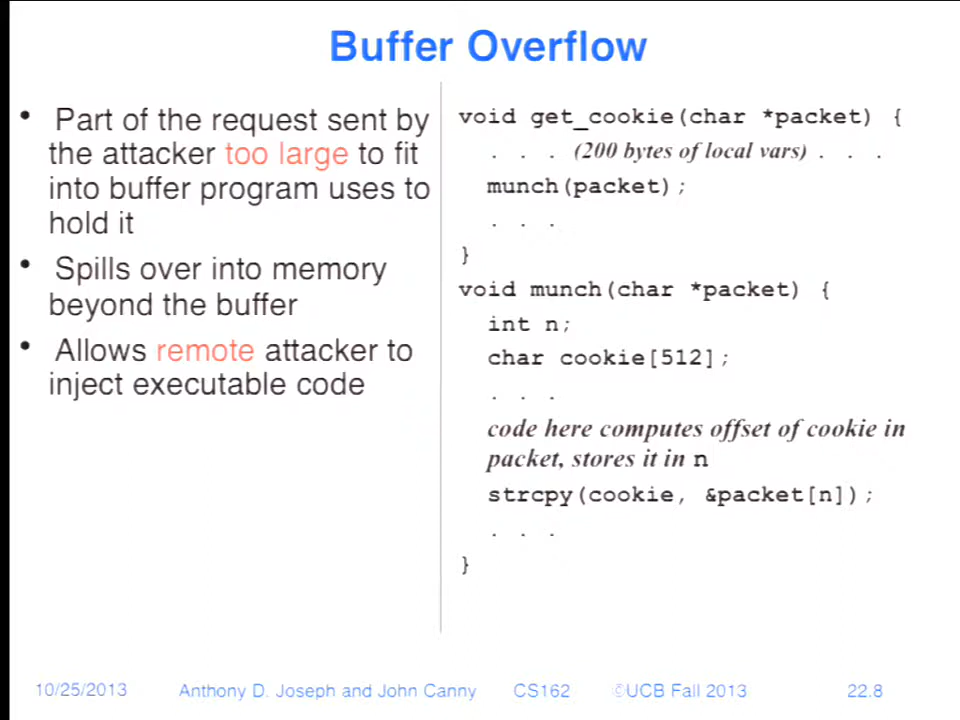 Buffer Overflow
• Part of the request sent by
the attacker too large to fit
into buffer program uses to
hold it
• Spills over into memory
beyond the buffer
• Allows remote attacker to
inject executable code
void get_cookie(char *packet) {
. . . (200 bytes of local vars) . . .
munch(packet);
. . .
}
void munch(char *packet) {
int n;
char cookie[512];
. . .
code here computes offset of cookie in
packet, stores it in n
strcpy(cookie, &packet[n]);
. . .
}
10/25/2013 Anthony D. Joseph and John Canny CS162 ©UCB Fall 2013 22.8